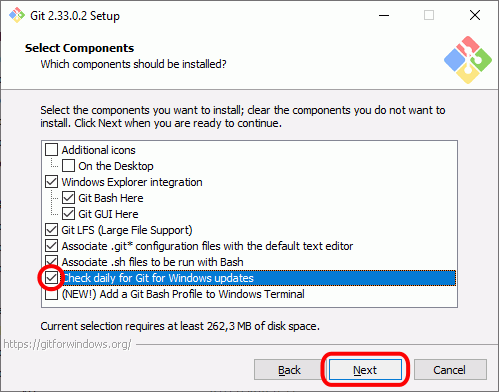 Git 2.33.0.2 Setup
Select Components
Which components should be installed?
Select the components you want to install; clear the components you do not want to
install. Click Next when you are ready to continue.
Additional icons
On the Desktop
Windows Explorer integration
Git Bash Here
Git GUI Here
Git LFS (Large File Support)
Associate .git* configuration files with the default text editor
Associate .sh files to be run with Bash
Check daily for Git for Windows updates
(NEW!) Add a Git Bash Profile to Windows Terminal
Current selection requires at least 262,3 MB of disk space.
https://gitforwindows.org/
Back
Next
Cancel